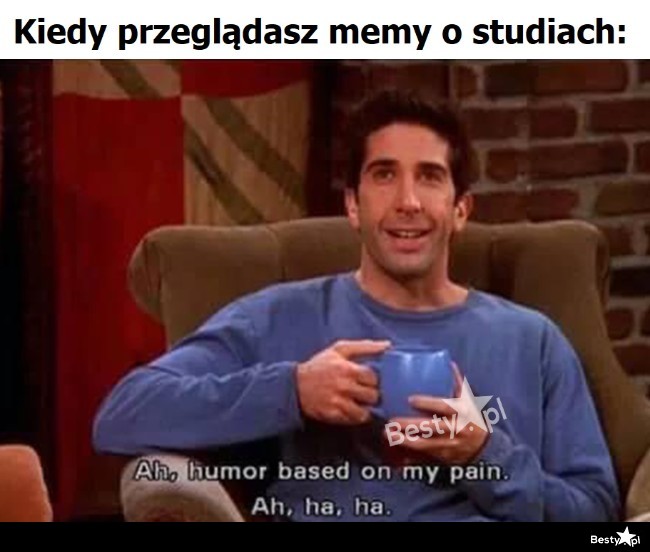 Kiedy przeglądasz memy o studiach:
Besty pl
Ah, humor based on my pain.
Ah, ha, ha.
Besty pl